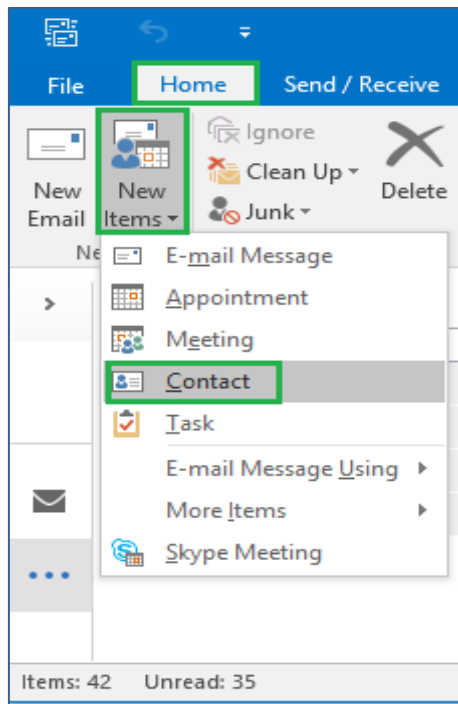 File Home Send / Receive
Ignore
Clean Up
Junk
New Email
New Items
Delete
Ne
E-mail Message
Appointment
Meeting
Contact
Task
E-mail Message Using
More Items
Skype Meeting
Items: 42 Unread: 35